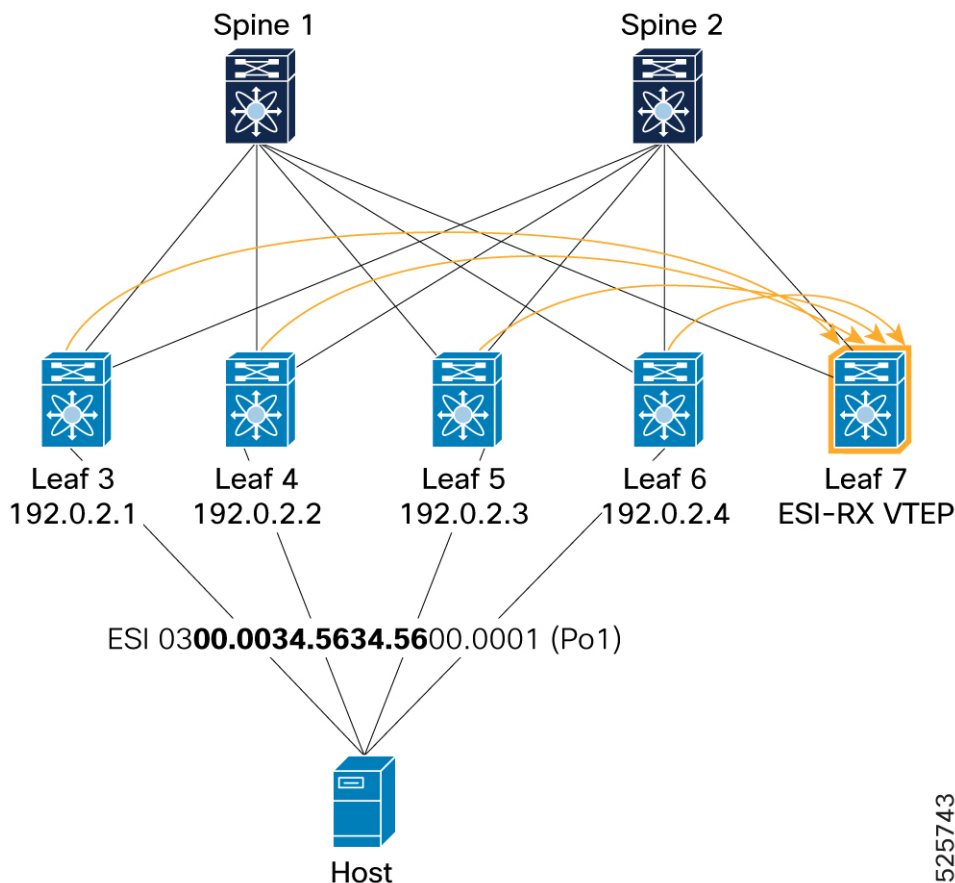 Spine 1
Spine 2
Leaf 3
192.0.2.1
Leaf 4
192.0.2.2
Leaf 5
192.0.2.3
Leaf 6
192.0.2.4
Leaf 7
ESI-RX VTEP
ESI 0300.0034.5634.5600.0001 (Po1)
Host
525743